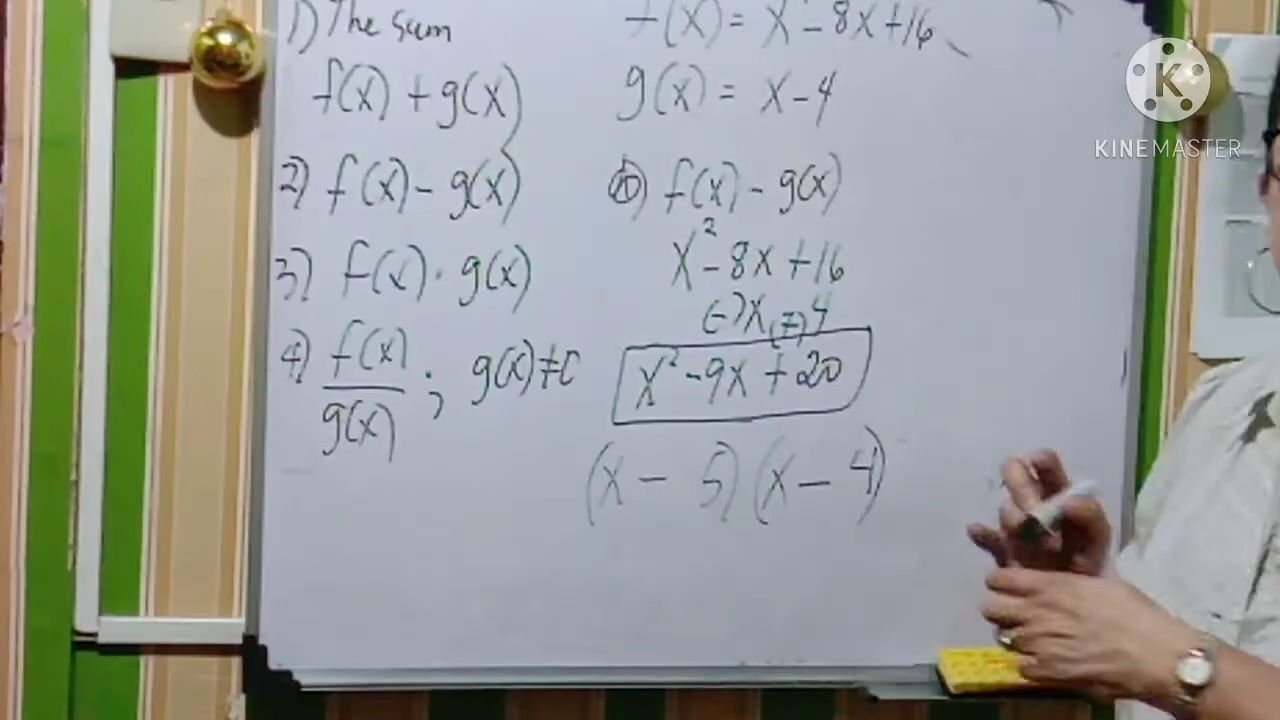 1) The sum
f(x) + g(x)
2) f(x) - g(x)
3) f(x) · g(x)
4) f(x)
g(x) ; g(x) ≠ 0
f(x) = x² - 8x + 16
g(x) = x - 4
f(x) - g(x)
x² - 8x + 16
(-)x (+) 4
x² - 9x + 20
(x - 5)(x - 4)
KINEMASTER